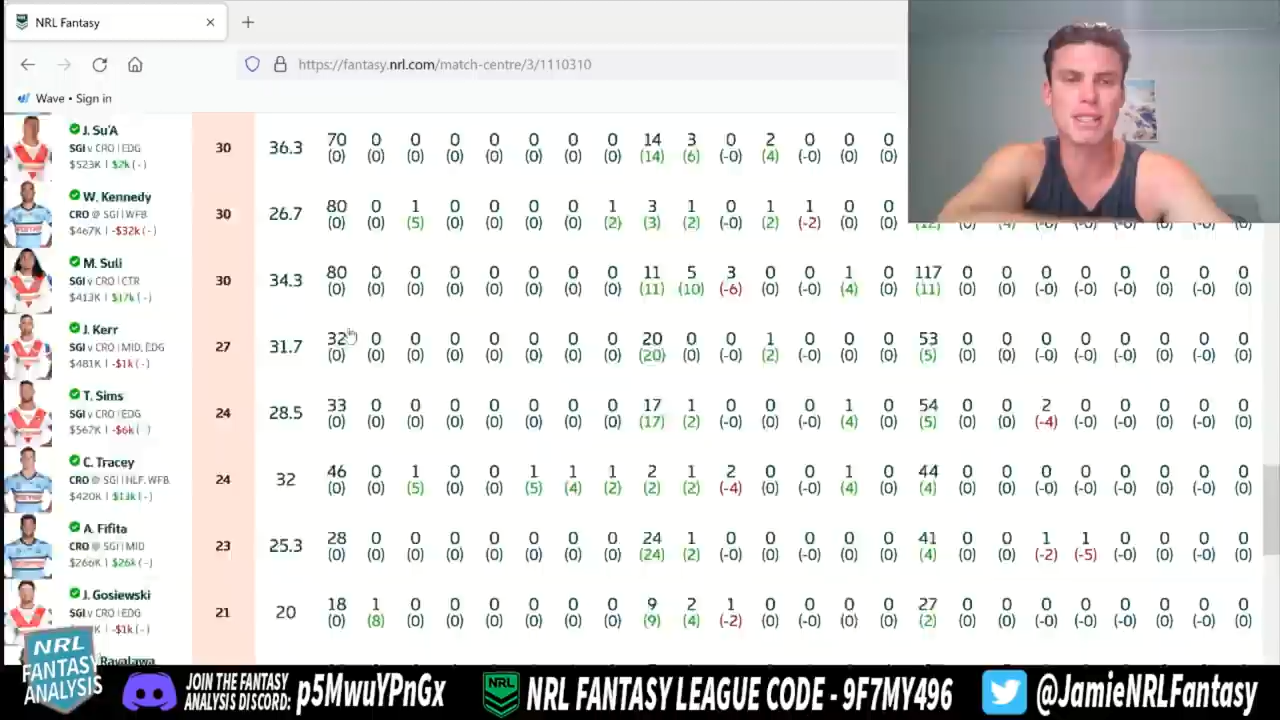 NRL Fantasy
https://fantasy.nrl.com/match-centre/3/1110310
Wave • Sign in
J. Su'A
SGI v CRO | EDG
$523K | $2k (-)
30 36.3 70 0 0 0 0 0 0 0 14 3 0 2 0 0 0
(0) (0) (0) (0) (0) (0) (0) (0) (14) (6) (-0) (4) (-0) (0) (0)
W. Kennedy
CRO @ SGI | WFB
$467K | -$32k (-)
30 26.7 80 0 1 0 0 0 0 1 3 1 0 1 1 0 0
(0) (0) (5) (0) (0) (0) (0) (2) (3) (2) (-0) (2) (-2) (0) (0) (12) (0) (4) (-0) (-0) (-0) (-0) (0) (-0) (0)
M. Suli
SGI v CRO | CTR
$413K | $17k (-)
30 34.3 80 0 0 0 0 0 0 0 11 5 3 0 0 1 0 117 0 0 0 0 0 0 0 0
(0) (0) (0) (0) (0) (0) (0) (0) (11) (10) (-6) (0) (-0) (4) (0) (11) (0) (0) (-0) (-0) (-0) (0) (-0) (0)
J. Kerr
SGI v CRO | MID, EDG
$481K | -$1k (-)
27 31.7 32 0 0 0 0 0 0 0 20 0 0 1 0 0 0 53 0 0 0 0 0 0 0 0
(0) (0) (0) (0) (0) (0) (0) (0) (20) (0) (-0) (2) (-0) (0) (0) (5) (0) (0) (-0) (-0) (-0) (0) (-0) (0)
T. Sims
SGI v CRO | EDG
$562K | -$6k (-)
24 28.5 33 0 0 0 0 0 0 0 17 1 0 0 0 1 0 54 0 0 2 0 0 0 0 0
(0) (0) (0) (0) (0) (0) (0) (0) (17) (2) (-0) (0) (-0) (4) (0) (5) (0) (0) (-4) (-0) (-0) (0) (-0) (0)
C. Tracey
CRO @ SGI | HLF, WFB
$420K | $13k (-)
24 32 46 0 1 0 0 1 1 1 2 1 2 0 0 1 0 44 0 0 0 0 0 0 0 0
(0) (0) (5) (0) (0) (5) (4) (2) (2) (2) (-4) (0) (-0) (4) (0) (4) (0) (0) (-0) (-0) (-0) (0) (-0) (0)
A. Fifita
CRO @ SGI | MID
$266K | $26k (-)
23 25.3 28 0 0 0 0 0 0 0 24 1 0 0 0 0 0 41 0 0 1 1 0 0 0 0
(0) (0) (0) (0) (0) (0) (0) (0) (24) (2) (-0) (0) (-0) (0) (0) (4) (0) (0) (-2) (-5) (-0) (0) (-0) (0)
J. Gosiewski
SGI v CRO | EDG
-$1k (-)
21 20 18 1 0 0 0 0 0 0 9 2 1 0 0 0 0 27 0 0 0 0 0 0 0 0
(0) (8) (0) (0) (0) (0) (0) (0) (9) (4) (-2) (0) (-0) (0) (0) (2) (0) (0) (-0) (-0) (-0) (0) (-0) (0)
Ravalawa
NRL
FANTASY
ANALYSIS
JOIN THE FANTASY
ANALYSIS DISCORD:
p5MwuYPnGx
NRL
NRL FANTASY LEAGUE CODE - 9F7MY496
@JamieNRLFantasy